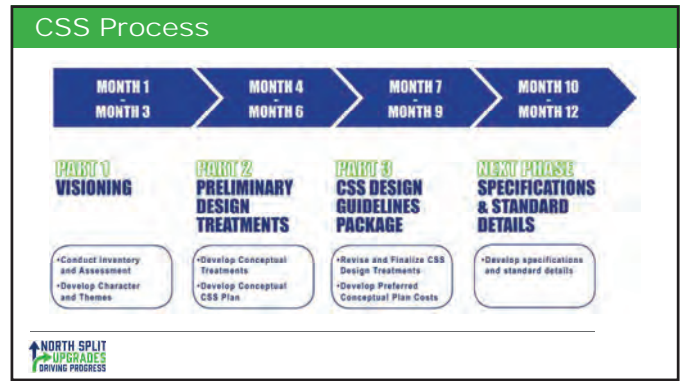 CSS Process
MONTH 1
-
MONTH 3
MONTH 4
-
MONTH 6
MONTH 7
-
MONTH 9
MONTH 10
-
MONTH 12
PART 1
VISIONING
•Conduct Inventory
and Assessment
•Develop Character
and Themes
PART 2
PRELIMINARY
DESIGN
TREATMENTS
•Develop Conceptual
Treatments
•Develop Conceptual
CSS Plan
PART 3
CSS DESIGN
GUIDELINES
PACKAGE
•Revise and Finalize CSS
Design Treatments
•Develop Preferred
Conceptual Plan Costs
NEXT PHASE
SPECIFICATIONS
& STANDARD
DETAILS
•Develop specifications
and standard details
NORTH SPLIT
UPGRADES
DRIVING PROGRESS